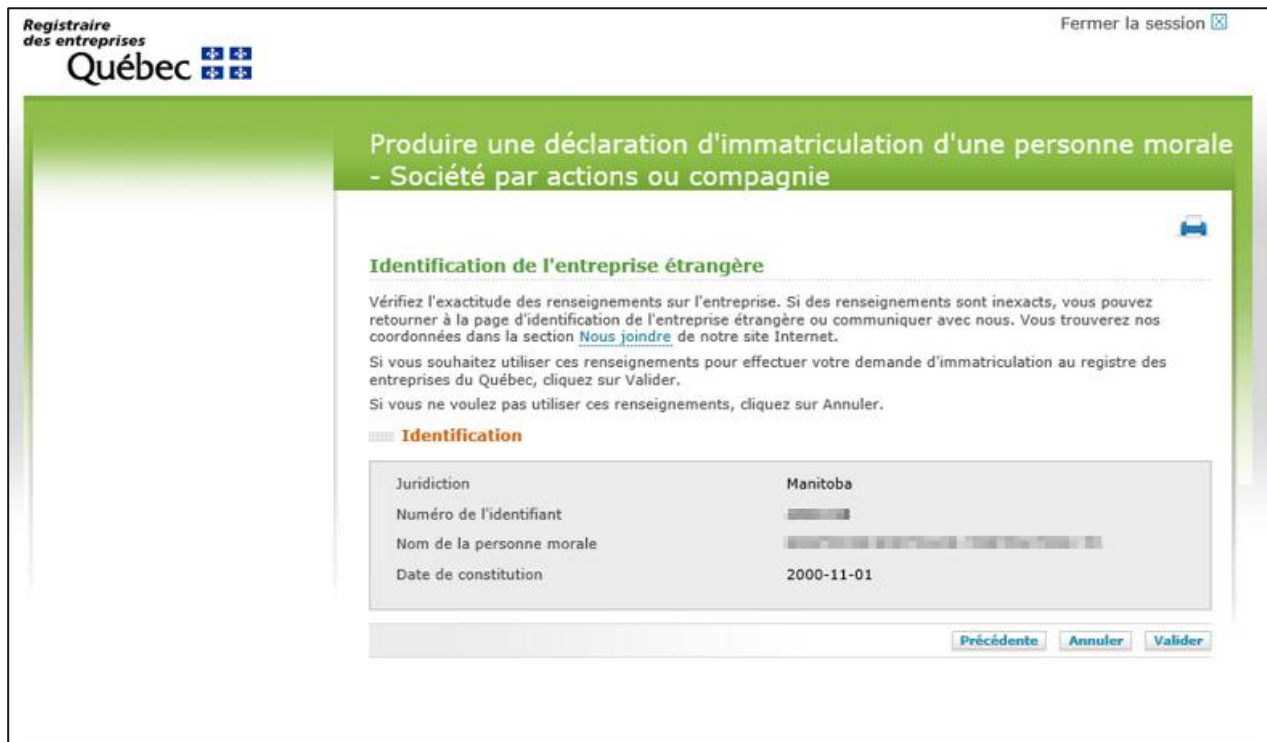 Registraire
des entreprises
Québec
Fermer la session
Produire une déclaration d'immatriculation d'une personne morale
- Société par actions ou compagnie
Identification de l'entreprise étrangère
Vérifiez l'exactitude des renseignements sur l'entreprise. Si des renseignements sont inexacts, vous pouvez
retourner à la page d'identification de l'entreprise étrangère ou communiquer avec nous. Vous trouverez nos
coordonnées dans la section Nous joindre de notre site Internet.
Si vous souhaitez utiliser ces renseignements pour effectuer votre demande d'immatriculation au registre des
entreprises du Québec, cliquez sur Valider.
Si vous ne voulez pas utiliser ces renseignements, cliquez sur Annuler.
Identification
Juridiction Manitoba
Numéro de l'identifiant
Nom de la personne morale
Date de constitution 2000-11-01
Précédente Annuler Valider